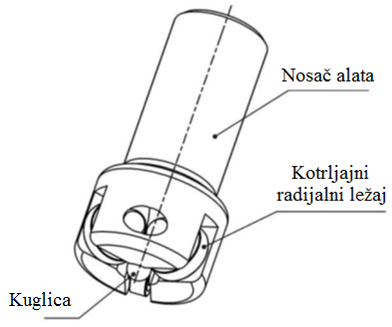 Nosač alata
Kotrljajni
radijalni ležaj
Kuglica